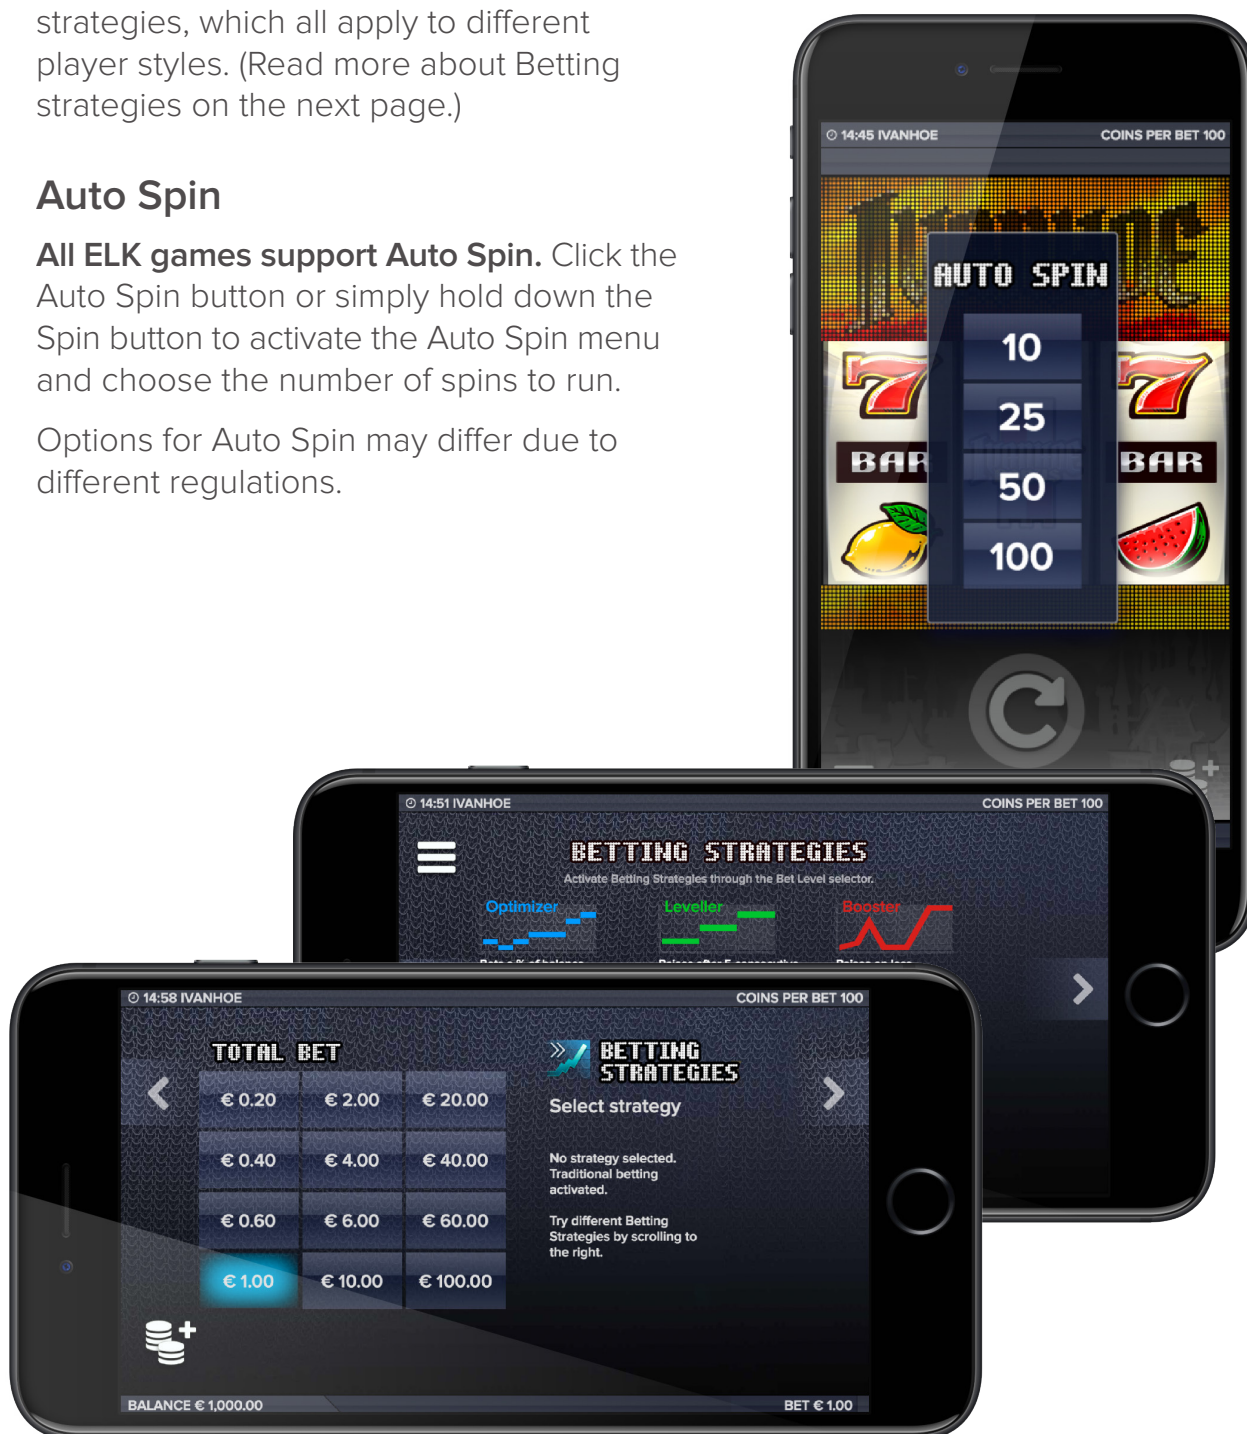 strategies, which all apply to different
player styles. (Read more about Betting
strategies on the next page.)
Auto Spin
All ELK games support Auto Spin. Click the
Auto Spin button or simply hold down the
Spin button to activate the Auto Spin menu
and choose the number of spins to run.
Options for Auto Spin may differ due to
different regulations.
14:45 IVANHOE
COINS PER BET 100
AUTO SPIN
10
25
50
100
BAR
BAR
14:51 IVANHOE
COINS PER BET 100
BETTING STRATEGIES
Activate Betting Strategies through the Bet Level selector.
Optimizer
Leveller
Booster
14:58 IVANHOE
COINS PER BET 100
TOTAL BET
€ 0.20
€ 2.00
€ 20.00
€ 0.40
€ 4.00
€ 40.00
€ 0.60
€ 6.00
€ 60.00
€ 1.00
€ 10.00
€ 100.00
BETTING
STRATEGIES
Select strategy
No strategy selected.
Traditional betting
activated.
Try different Betting
Strategies by scrolling to
the right.
BALANCE € 1,000.00
BET € 1.00